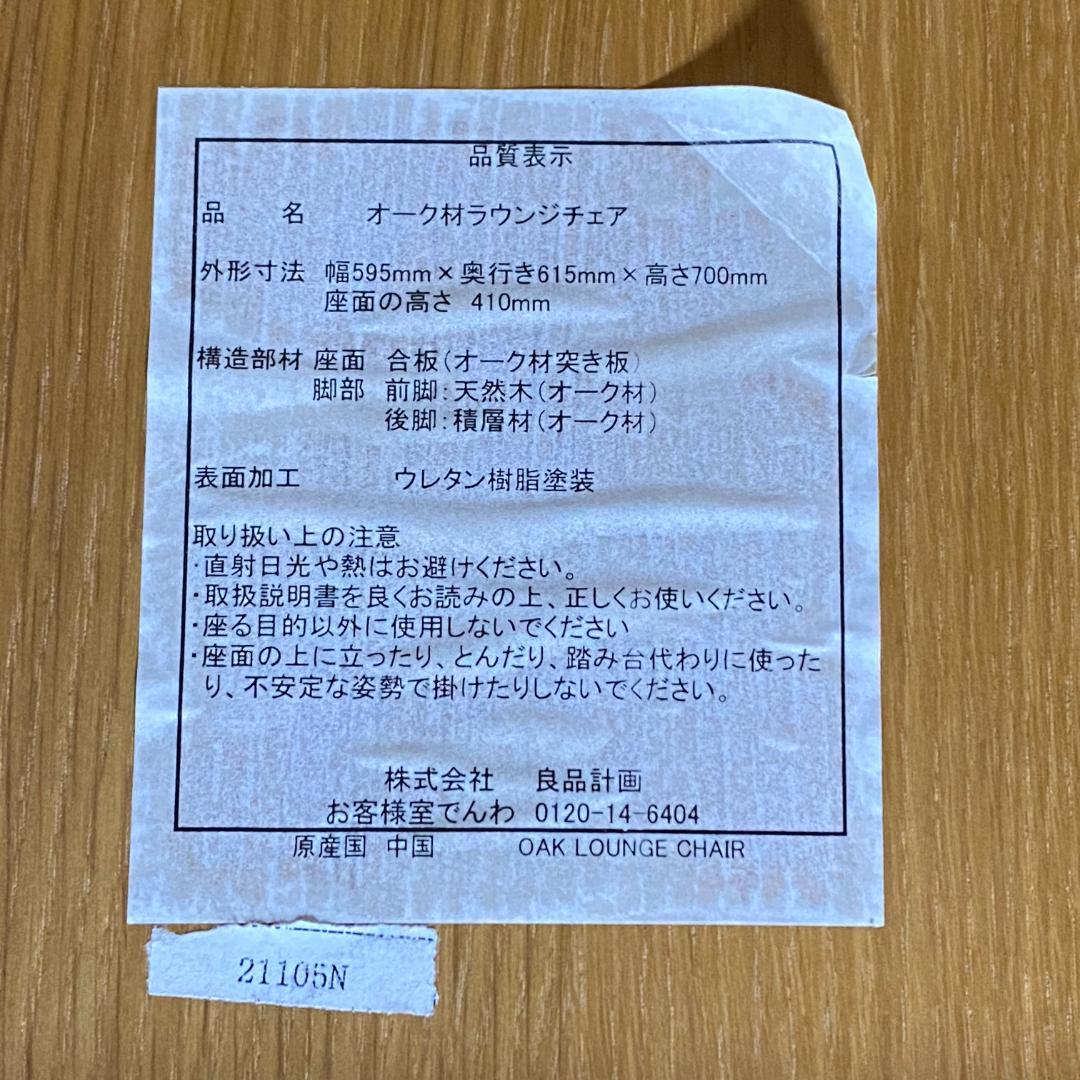 品質表示
品　　名　　オーク材ラウンジチェア
外形寸法 幅595mm×奥行き615mm×高さ700mm
座面の高さ 410mm
構造部材 座面 合板(オーク材突き板)
脚部 前脚:天然木(オーク材)
後脚:積層材(オーク材)
表面加工　　ウレタン樹脂塗装
取り扱い上の注意
・直射日光や熱はお避けください。
・取扱説明書を良くお読みの上、正しくお使いください。
・座る目的以外に使用しないでください
・座面の上に立ったり、とんだり、踏み台代わりに使った
り、不安定な姿勢で掛けたりしないでください。
株式会社　良品計画
お客様室でんわ 0120-14-6404
原産国 中国　　OAK LOUNGE CHAIR
21105N